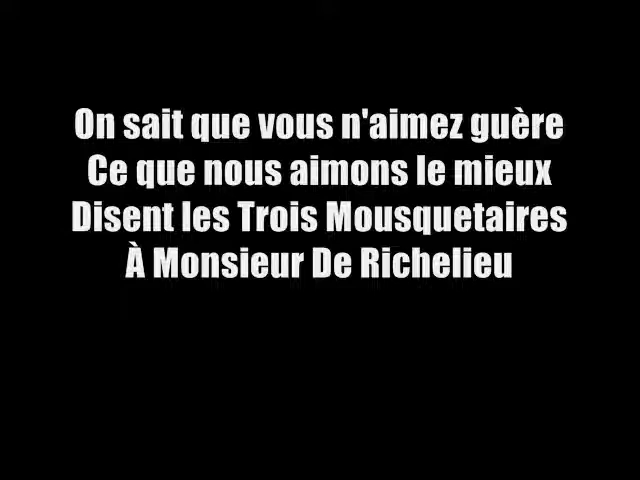 On sait que vous n'aimez guère
Ce que nous aimons le mieux
Disent les Trois Mousquetaires
À Monsieur De Richelieu